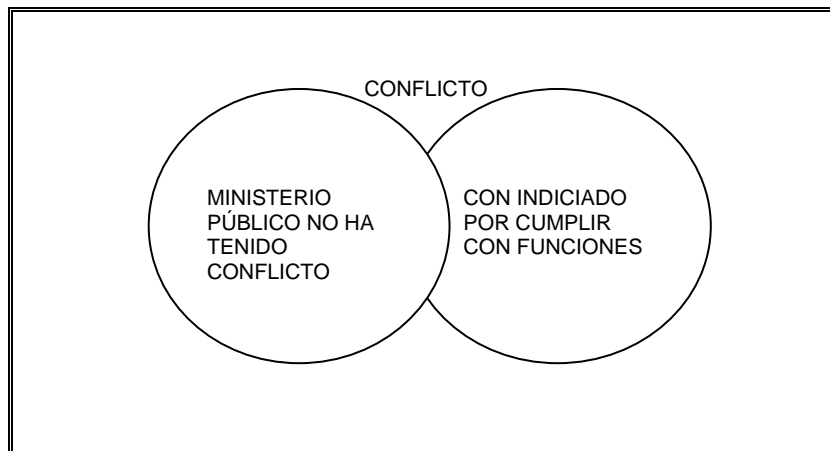 CONFLICTO
MINISTERIO
PÚBLICO NO HA
TENIDO
CONFLICTO
CON INDICIADO
POR CUMPLIR
CON FUNCIONES